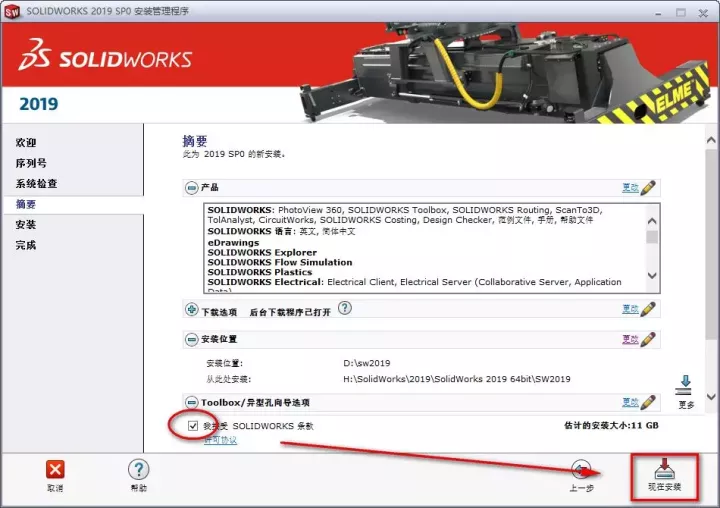 SW SOLIDWORKS 2019 SP0 安装管理程序
SOLIDWORKS
ELME
2019
欢迎
序列号
系统检查
摘要
安装
完成
摘要
此为 2019 SP0 的新安装。
产品 更改
SOLIDWORKS: PhotoView 360, SOLIDWORKS Toolbox, SOLIDWORKS Routing, ScanTo3D,
TolAnalyst, CircuitWorks, SOLIDWORKS Costing, Design Checker, 范例文件, 手册, 帮助文件
SOLIDWORKS 语言: 英文, 简体中文
eDrawings
SOLIDWORKS Explorer
SOLIDWORKS Flow Simulation
SOLIDWORKS Plastics
SOLIDWORKS Electrical: Electrical Client, Electrical Server (Collaborative Server, Application
Data)
下载选项 后台下载程序已打开 ? 更改
安装位置 更改
安装位置: D:\sw2019
从此处安装: H:\SolidWorks\2019\SolidWorks 2019 64bit\SW2019
Toolbox/异型孔向导选项 更改
更多
我接受 SOLIDWORKS 条款 估计的安装大小:11 GB
许可协议
取消 帮助 上一步 现在安装